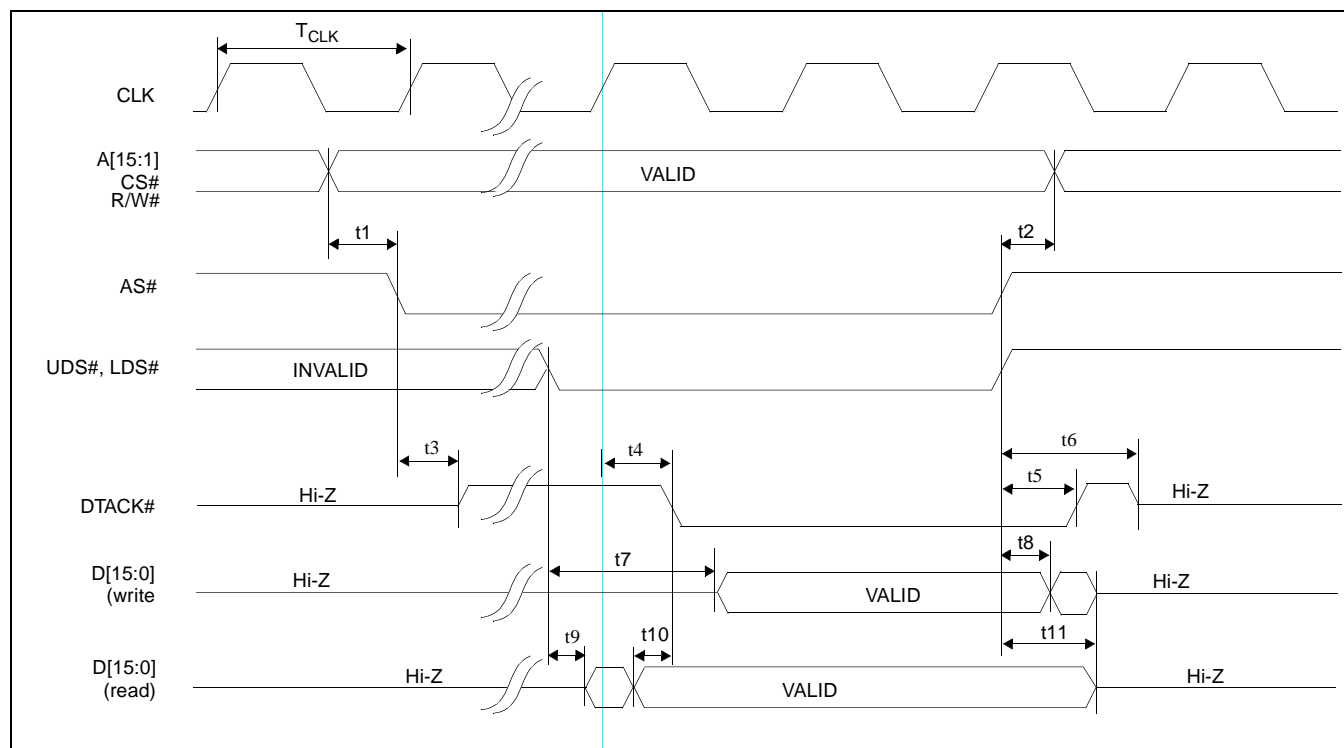 TCLK
CLK
A[15:1]
CS#
R/W#
VALID
t1
t2
AS#
UDS#, LDS#
INVALID
t3
t4
t6
t5
DTACK#
Hi-Z
Hi-Z
t7
t8
D[15:0]
(write
Hi-Z
VALID
Hi-Z
t9
t10
t11
D[15:0]
(read)
Hi-Z
VALID
Hi-Z